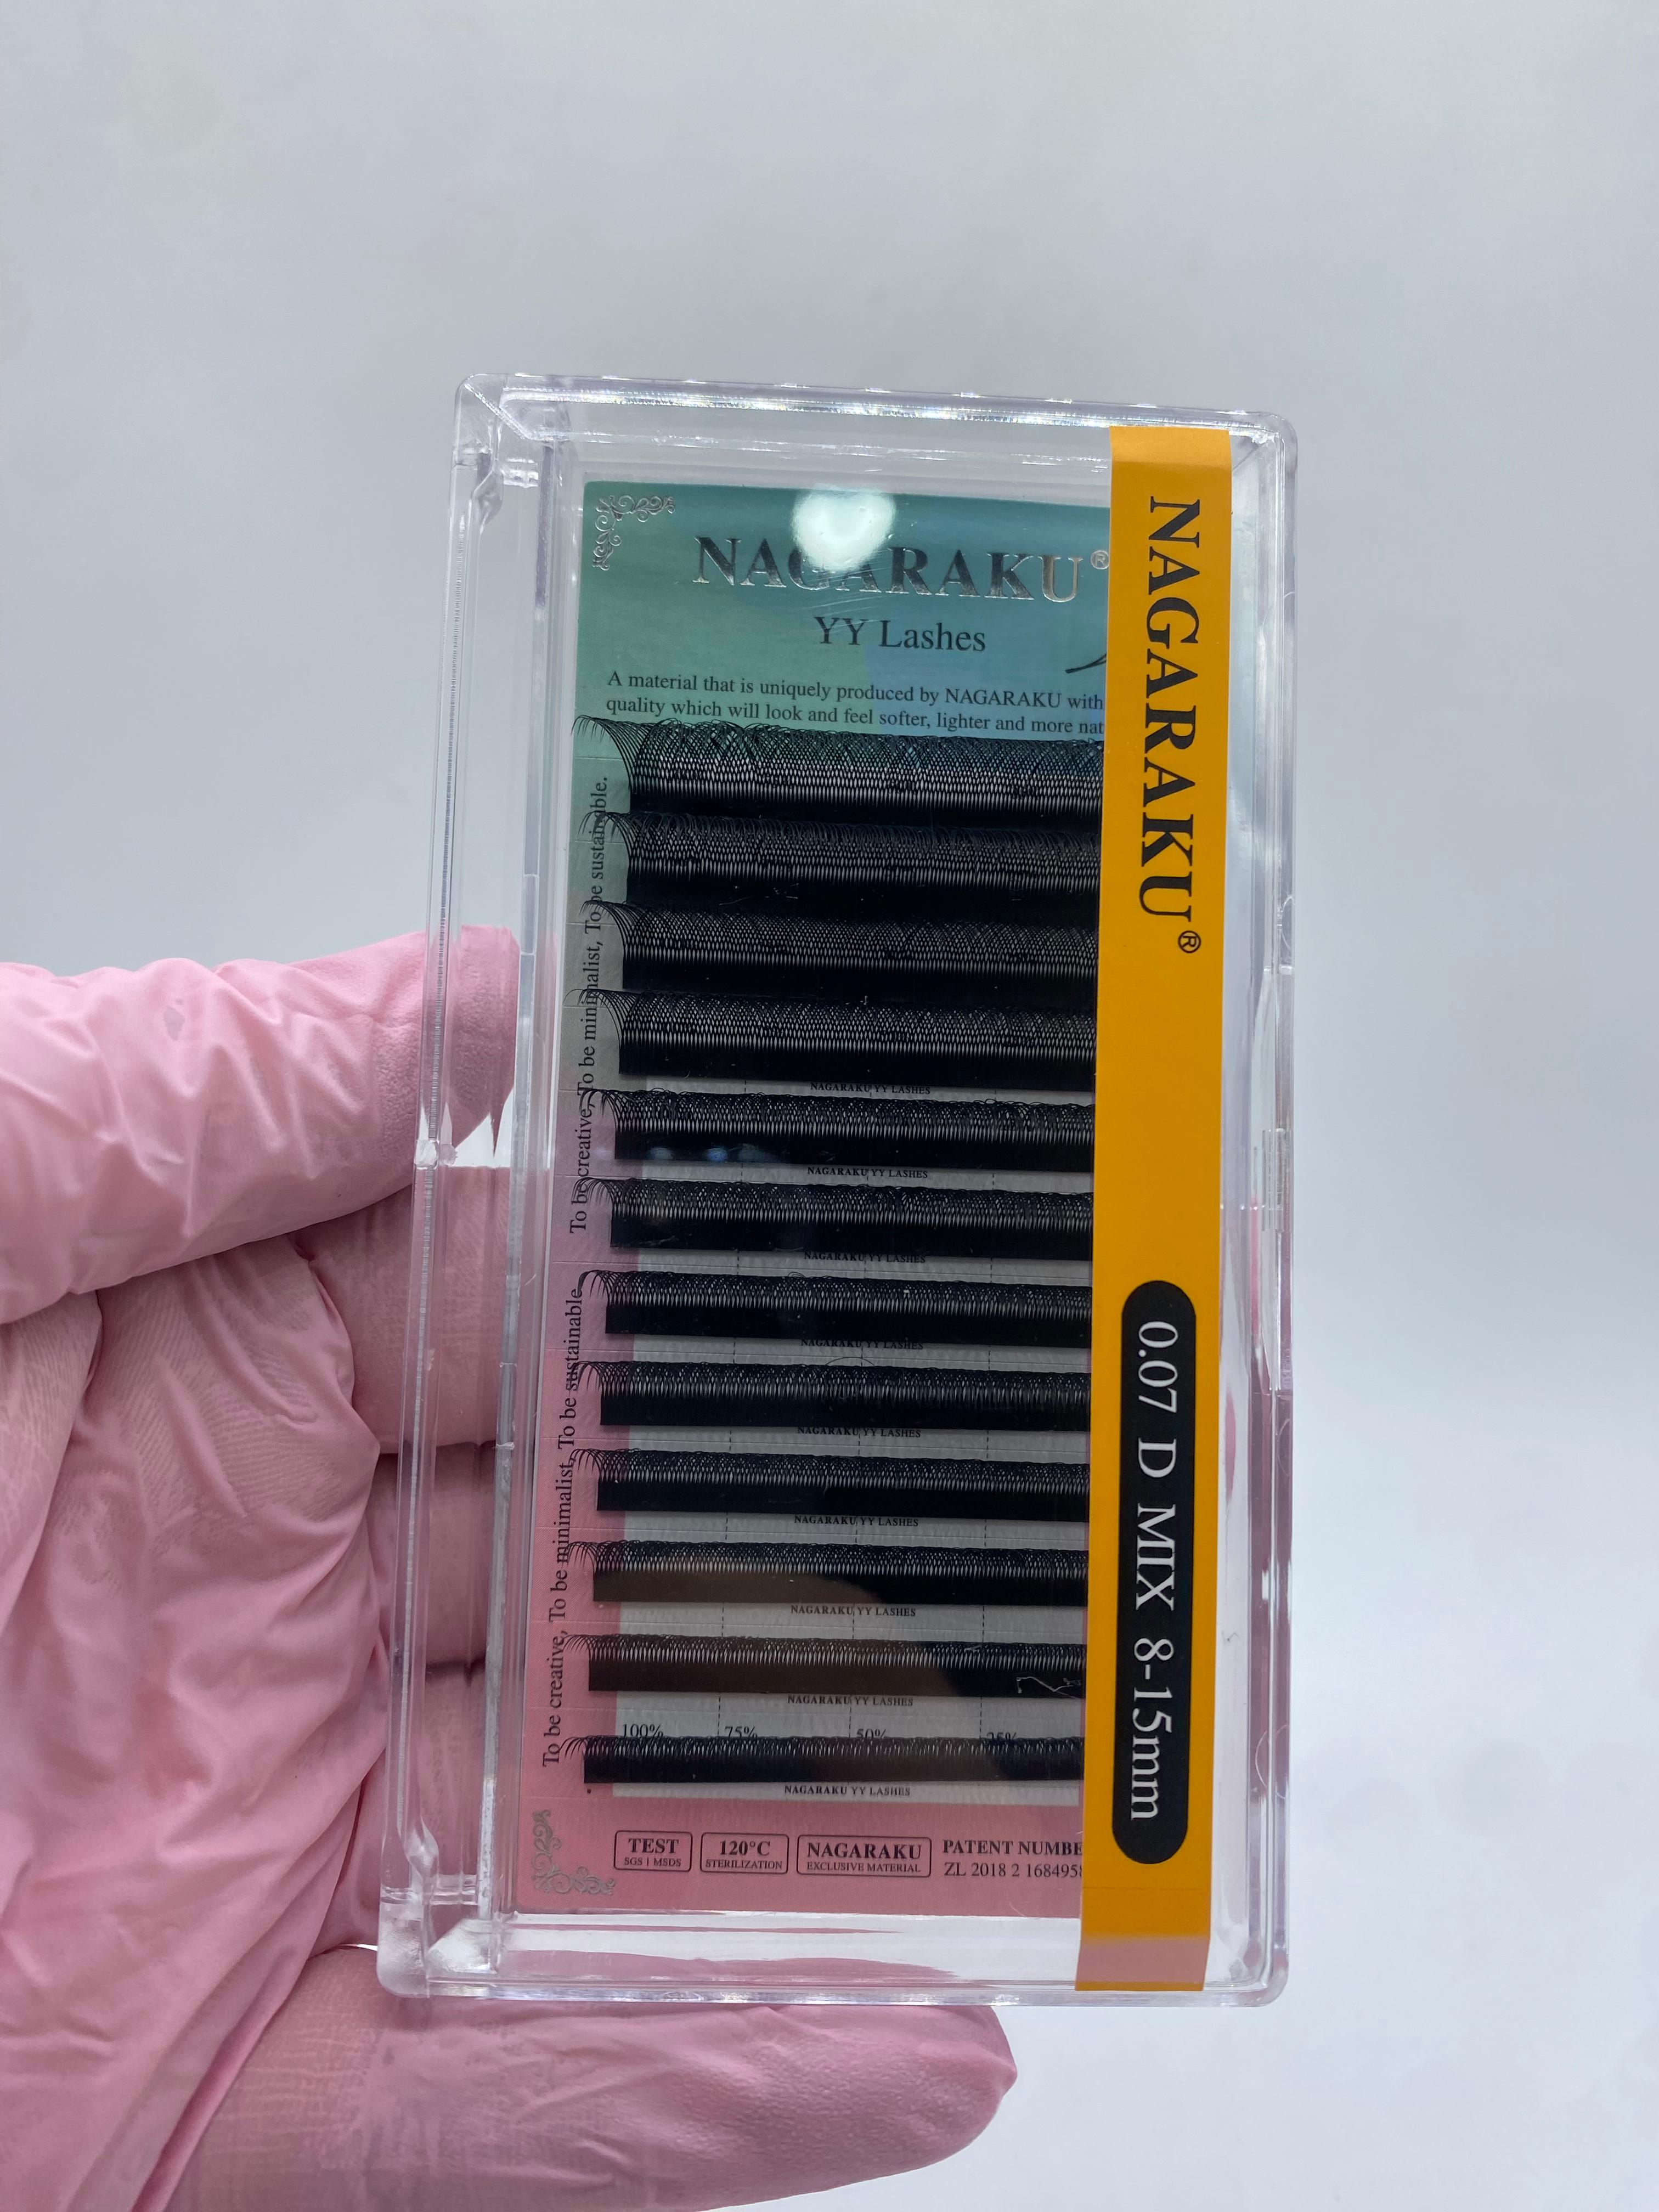 NAGARAKU®
YY Lashes
A material that is uniquely produced by NAGARAKU with
quality which will look and feel softer, lighter and more nat
To be creative, To be minimalist, To be sustainable.
To be creative, To be minimalist, To be sustainable
NAGARAKU YY LASHES
NAGARAKU YY LASHES
NAGARAKU YY LASHES
NAGARAKU YY LASHES
NAGARAKU YY LASHES
NAGARAKU YY LASHES
NAGARAKU YY LASHES
NAGARAKU YY LASHES
100% 75% 50% 25%
NAGARAKU YY LASHES
TEST
SGS | MSDS
120°C
STERILIZATION
NAGARAKU
EXCLUSIVE MATERIAL
PATENT NUMBE
ZL 2018 2 168495
NAGARAKU®
0.07 D MIX 8-15mm